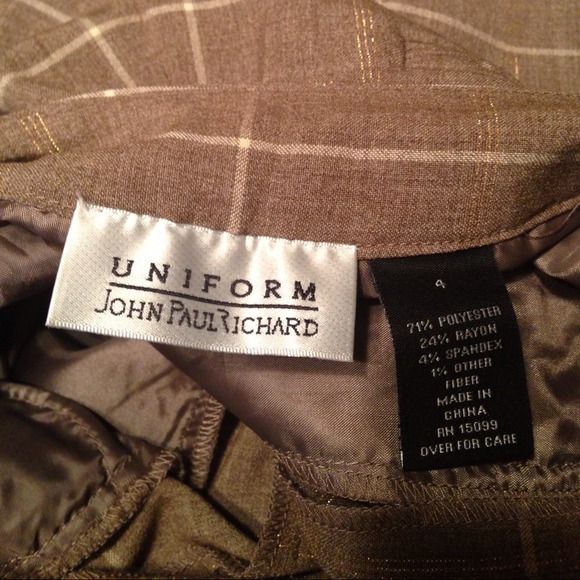 UNIFORM
JOHN PAUL RICHARD
4
71% POLYESTER
24% RAYON
4% SPANDEX
1% OTHER
FIBER
MADE IN
CHINA
RN 15099
OVER FOR CARE